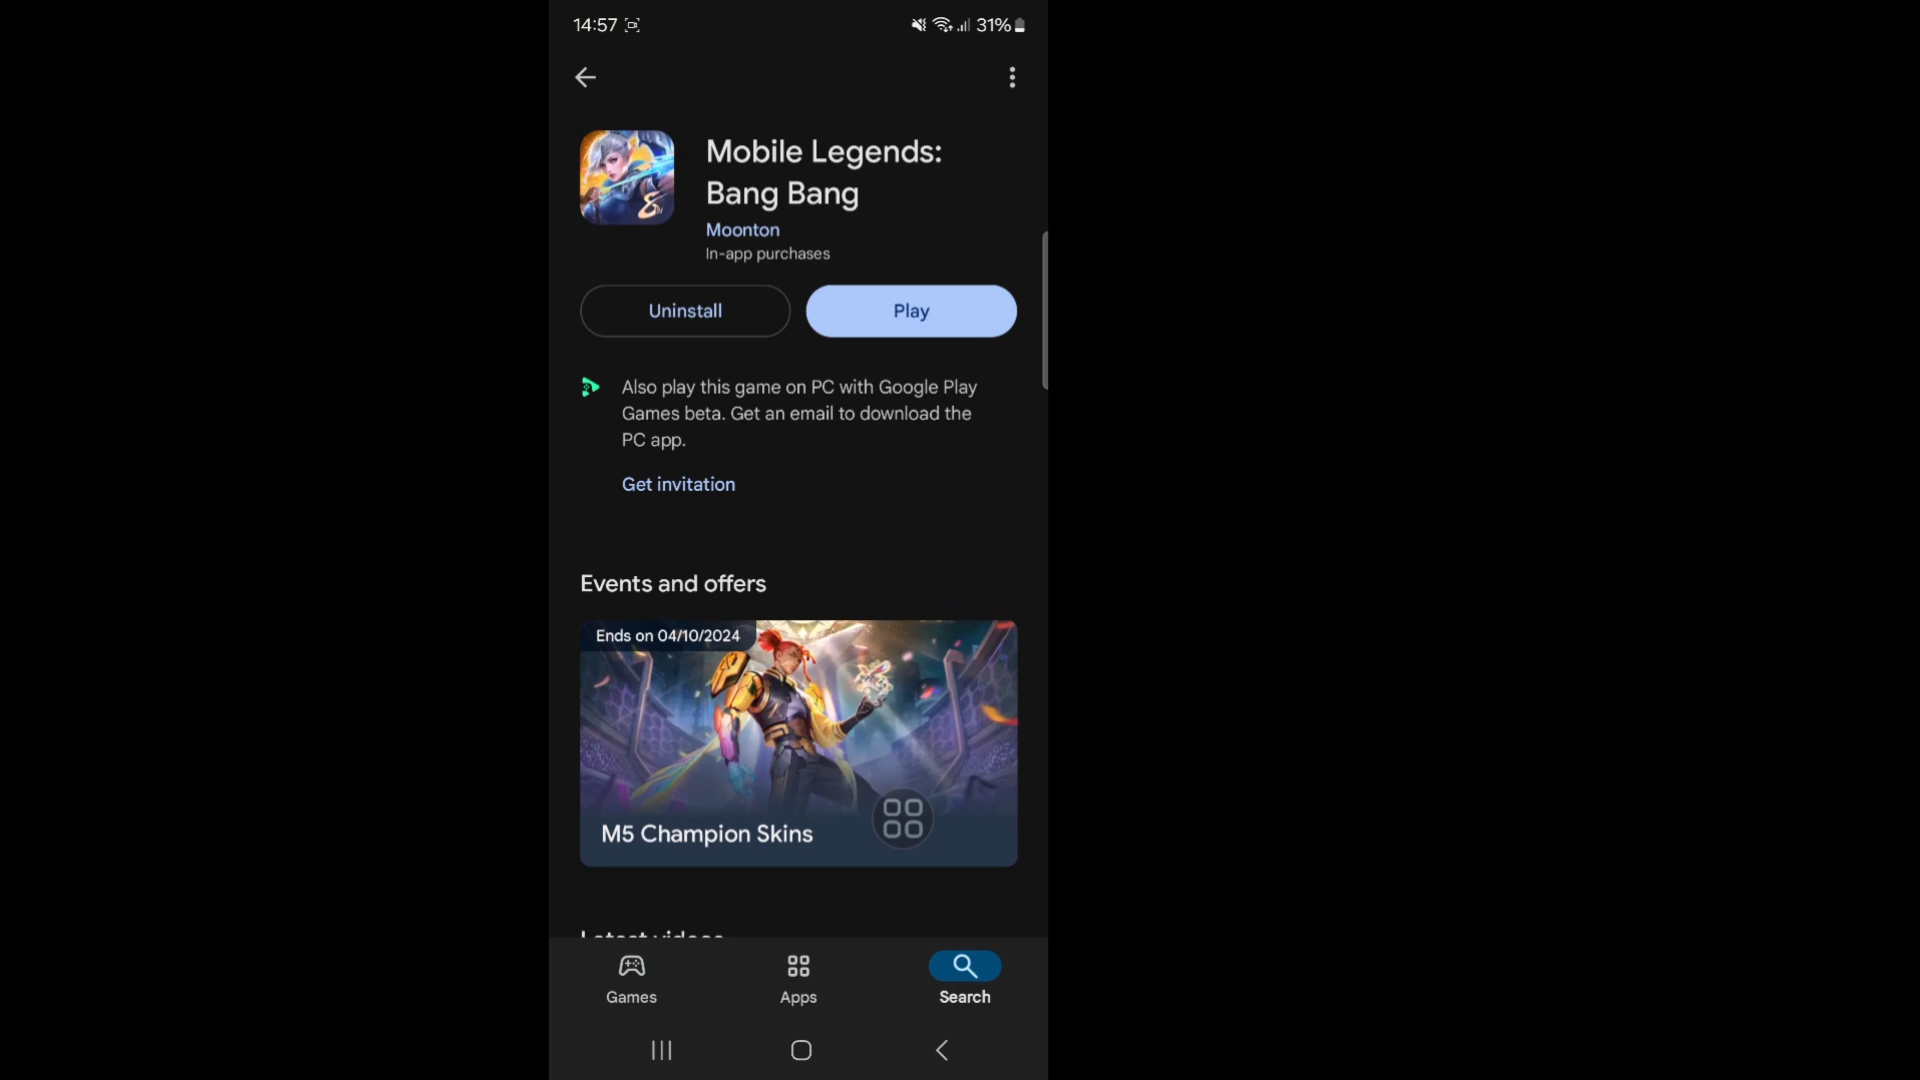 14:57
31%
Mobile Legends:
Bang Bang
Moonton
In-app purchases
Uninstall
Play
Also play this game on PC with Google Play
Games beta. Get an email to download the
PC app.
Get invitation
Events and offers
Ends on 04/10/2024
M5 Champion Skins
Latest videos
Games
Apps
Search